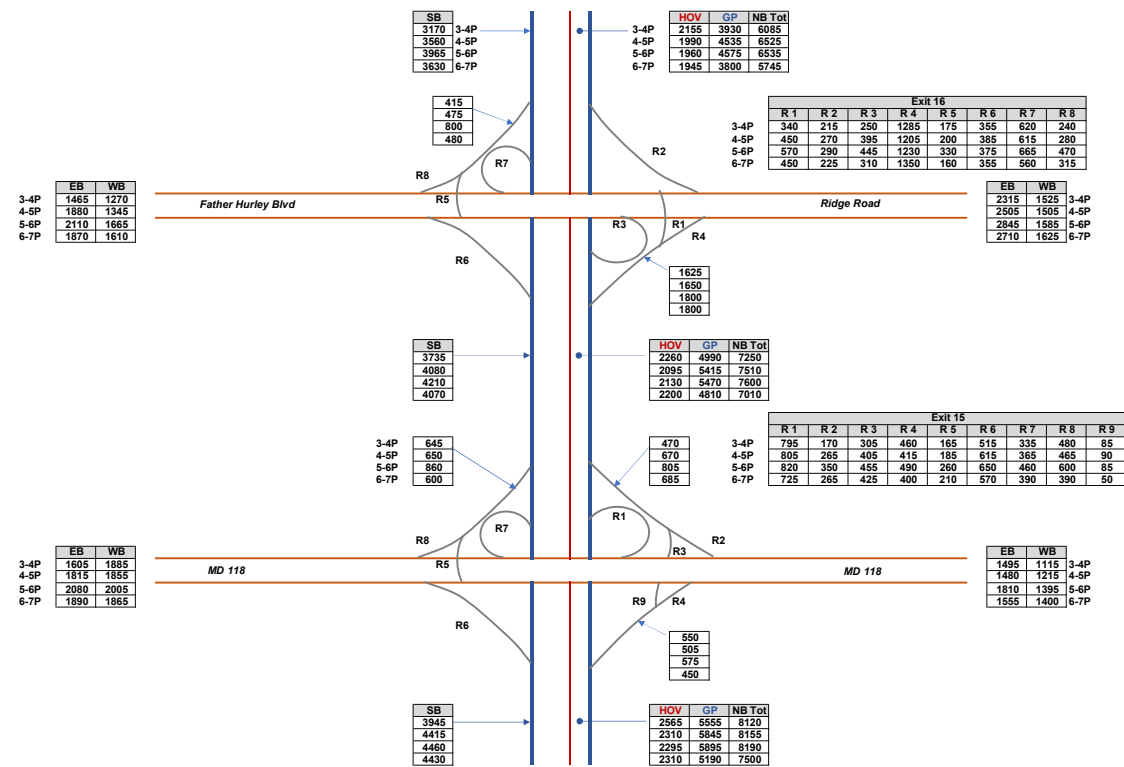 SB HOV GP NB Tot
3170 3-4P 3-4P 2155 3930 6085
3560 4-5P 4-5P 1990 4535 6525
3965 5-6P 5-6P 1960 4575 6535
3630 6-7P 6-7P 1945 3800 5745
415
475
800
480
Exit 16
R 1 R 2 R 3 R 4 R 5 R 6 R 7 R 8
3-4P 340 215 250 1285 175 355 620 240
4-5P 450 270 395 1205 200 385 615 280
5-6P 570 290 445 1230 330 375 665 470
6-7P 450 225 310 1350 160 355 560 315
R7
R2
R8
R5
EB WB
3-4P 1465 1270
4-5P 1880 1345
5-6P 2110 1665
6-7P 1870 1610
Father Hurley Blvd
Ridge Road
EB WB
2315 1525 3-4P
2505 1505 4-5P
2845 1585 5-6P
2710 1625 6-7P
R3
R1
R4
R6
1625
1650
1800
1800
SB
3735
4080
4210
4070
HOV GP NB Tot
2260 4990 7250
2095 5415 7510
2130 5470 7600
2200 4810 7010
3-4P 645
4-5P 650
5-6P 860
6-7P 600
470
670
805
685
Exit 15
R 1 R 2 R 3 R 4 R 5 R 6 R 7 R 8 R 9
3-4P 795 170 305 460 165 515 335 480 85
4-5P 805 265 405 415 185 615 365 465 90
5-6P 820 350 455 490 260 650 460 600 85
6-7P 725 265 425 400 210 570 390 390 50
R7
R1
R8
R2
R5
R3
EB WB
3-4P 1605 1885
4-5P 1815 1855
5-6P 2080 2005
6-7P 1890 1865
MD 118
MD 118
EB WB
1495 1115 3-4P
1480 1215 4-5P
1810 1395 5-6P
1555 1400 6-7P
R9
R4
R6
550
505
575
450
SB
3945
4415
4460
4430
HOV GP NB Tot
2565 5555 8120
2310 5845 8155
2295 5895 8190
2310 5190 7500